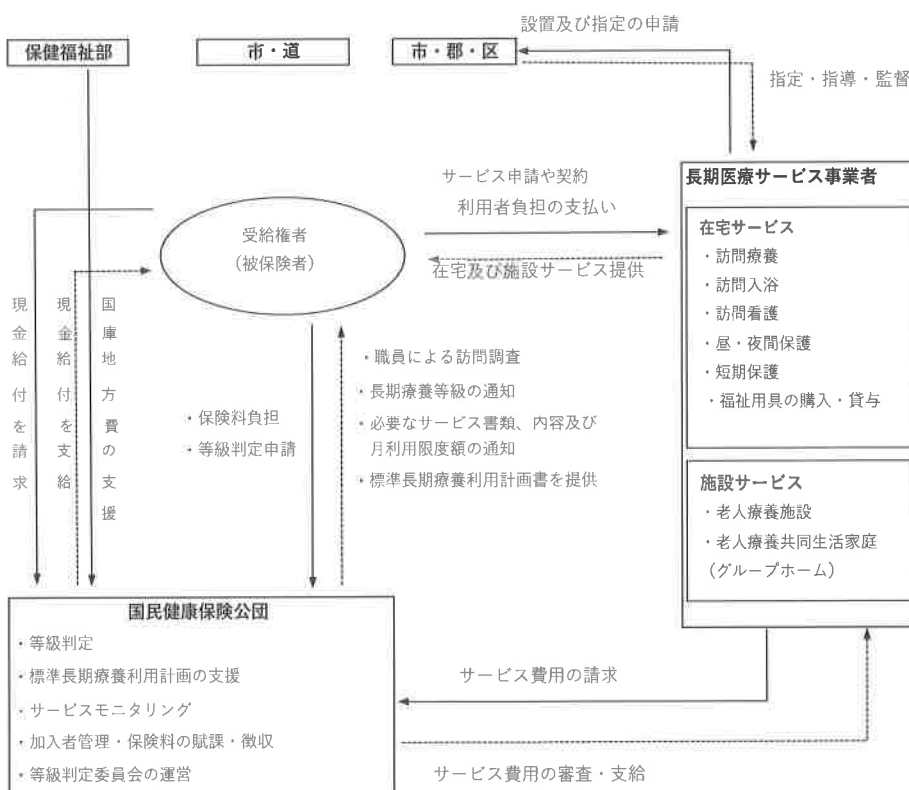 設置及び指定の申請
保健福祉部
市・道
市・郡・区
指定・指導・監督
サービス申請や契約
利用者負担の支払い
在宅及び施設サービス提供
長期医療サービス事業者
在宅サービス
・訪問療養
・訪問入浴
・訪問看護
・昼・夜間保護
・短期保護
・福祉用具の購入・貸与
施設サービス
・老人療養施設
・老人療養共同生活家庭
(グループホーム)
受給権者
(被保険者)
現金給付を請求
現金給付を支給
国庫地方費の支援
・保険料負担
・等級判定申請
・職員による訪問調査
・長期療養等級の通知
・必要なサービス書類、内容及び
月利用限度額の通知
・標準長期療養利用計画書を提供
国民健康保険公団
・等級判定
・標準長期療養利用計画の支援
・サービスモニタリング
・加入者管理・保険料の賦課・徴収
・等級判定委員会の運営
サービス費用の請求
サービス費用の審査・支給